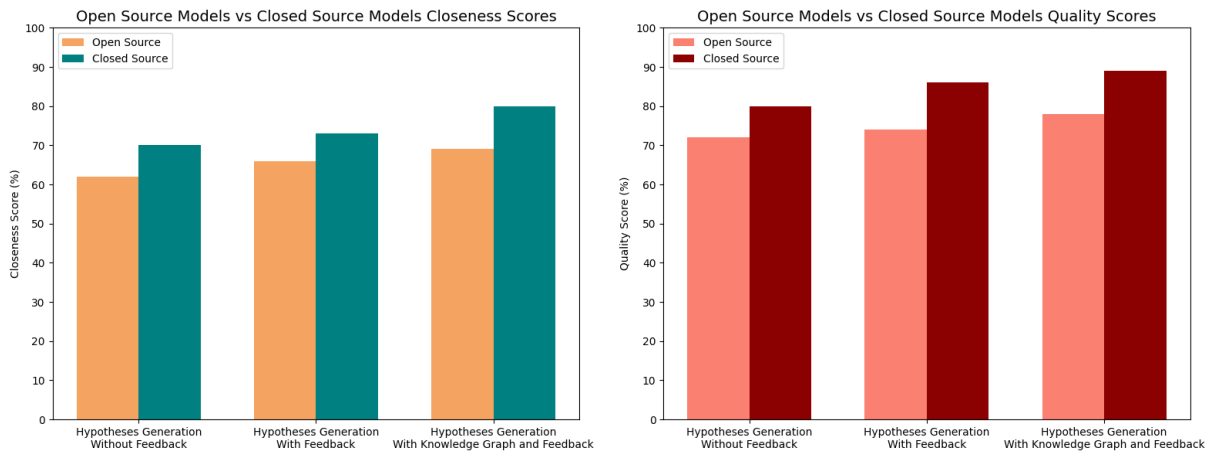 Open Source Models vs Closed Source Models Closeness Scores
Closeness Score (%)
100
90
80
70
60
50
40
30
20
10
0
Open Source
Closed Source
Hypotheses Generation
Without Feedback
Hypotheses Generation
With Feedback
Hypotheses Generation
With Knowledge Graph and Feedback
Open Source Models vs Closed Source Models Quality Scores
Quality Score (%)
100
90
80
70
60
50
40
30
20
10
0
Open Source
Closed Source
Hypotheses Generation
Without Feedback
Hypotheses Generation
With Feedback
Hypotheses Generation
With Knowledge Graph and Feedback